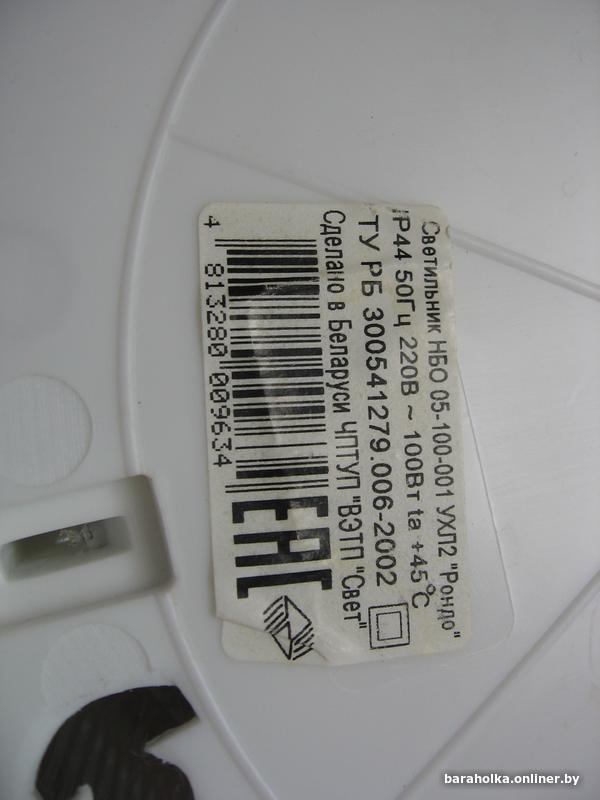 Светильник НБО 05-100-001 УХЛ2 "Рондо"
IP44 50Гц 220В ~ 100Вт ta +45°C
ТУ РБ 300541279.006-2002
Сделано в Беларуси ЧПТУП "ВЭТП "Свет"
4 813280 009634
EAC
baraholka.onliner.by